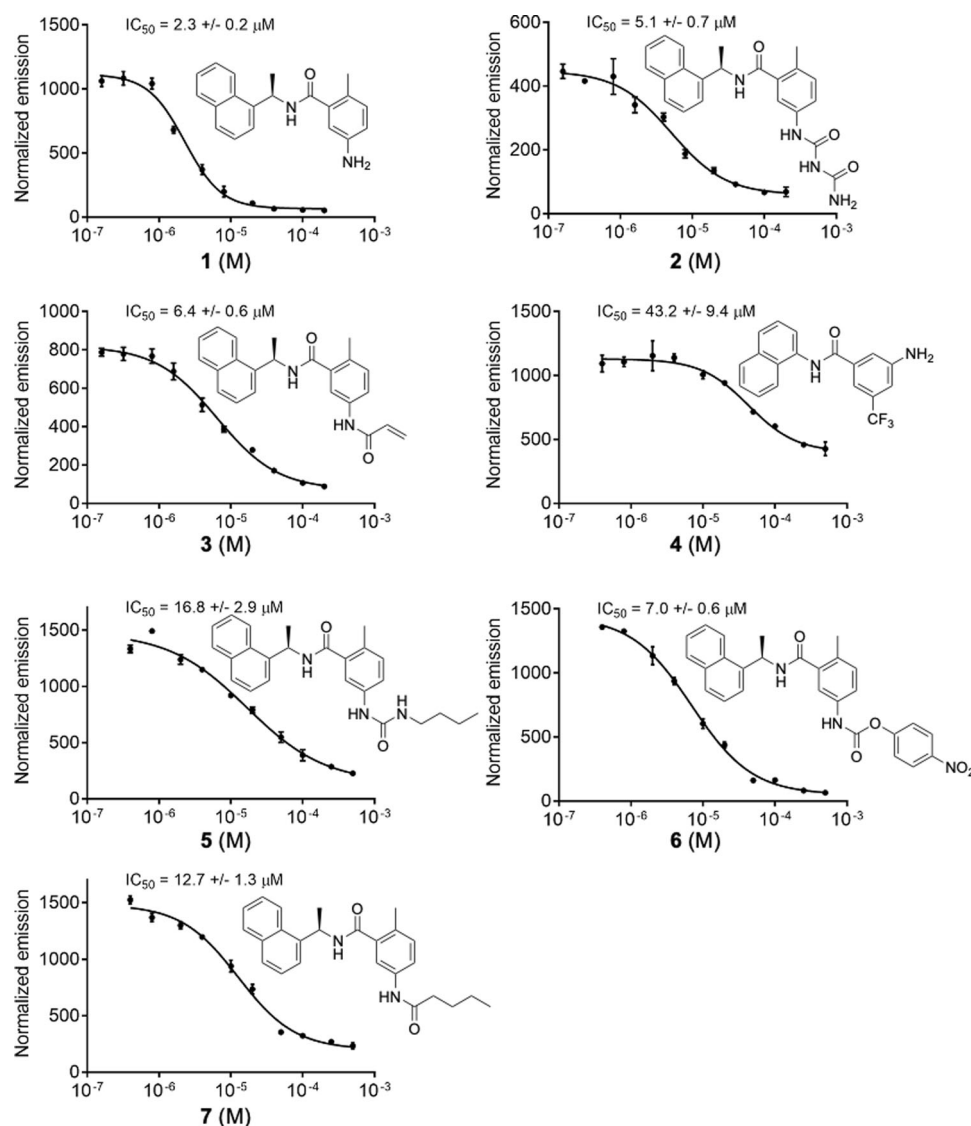 IC50 = 2.3 +/- 0.2 µM
Normalized emission
1500
1000
500
0
10-7
10-6
10-5
10-4
10-3
1 (M)
O
N
H
NH2
IC50 = 5.1 +/- 0.7 µM
Normalized emission
600
400
200
0
10-7
10-6
10-5
10-4
10-3
2 (M)
O
N
H
HN
O
HN
O
NH2
IC50 = 6.4 +/- 0.6 µM
Normalized emission
1000
800
600
400
200
0
10-7
10-6
10-5
10-4
10-3
3 (M)
O
N
H
HN
O
IC50 = 43.2 +/- 9.4 µM
Normalized emission
1500
1000
500
0
10-7
10-6
10-5
10-4
10-3
4 (M)
O
N
H
NH2
CF3
IC50 = 16.8 +/- 2.9 µM
Normalized emission
1500
1000
500
0
10-7
10-6
10-5
10-4
10-3
5 (M)
O
N
H
HN
HN
O
IC50 = 7.0 +/- 0.6 µM
Normalized emission
1500
1000
500
0
10-7
10-6
10-5
10-4
10-3
6 (M)
O
N
H
HN
O
O
NO2
IC50 = 12.7 +/- 1.3 µM
Normalized emission
1500
1000
500
0
10-7
10-6
10-5
10-4
10-3
7 (M)
O
N
H
HN
O